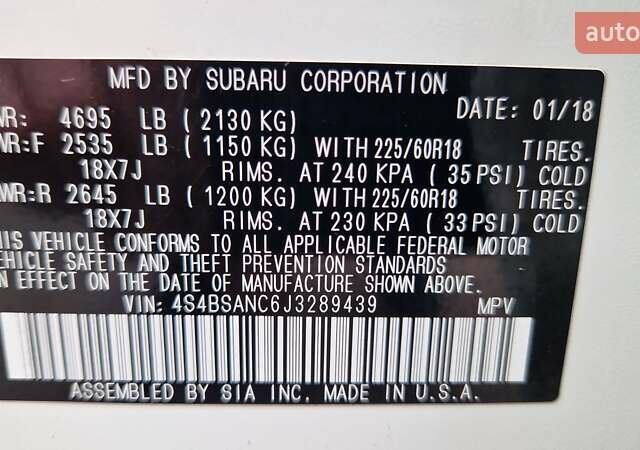 auto
MFD BY SUBARU CORPORATION
DATE: 01/18
WR: 4695 LB (2130 KG)
WR:F 2535 LB (1150 KG) WITH 225/60R18 TIRES.
18X7J RIMS. AT 240 KPA (35 PSI) COLD
WR:R 2645 LB (1200 KG) WITH 225/60R18 TIRES.
18X7J RIMS. AT 230 KPA (33 PSI) COLD
HIS VEHICLE CONFORMS TO ALL APPLICABLE FEDERAL MOTOR
VEHICLE SAFETY AND THEFT PREVENTION STANDARDS
IN EFFECT ON THE DATE OF MANUFACTURE SHOWN ABOVE.
VIN: 4S4BSANC6J3289439 MPV
ASSEMBLED BY SIA INC. MADE IN U.S.A.